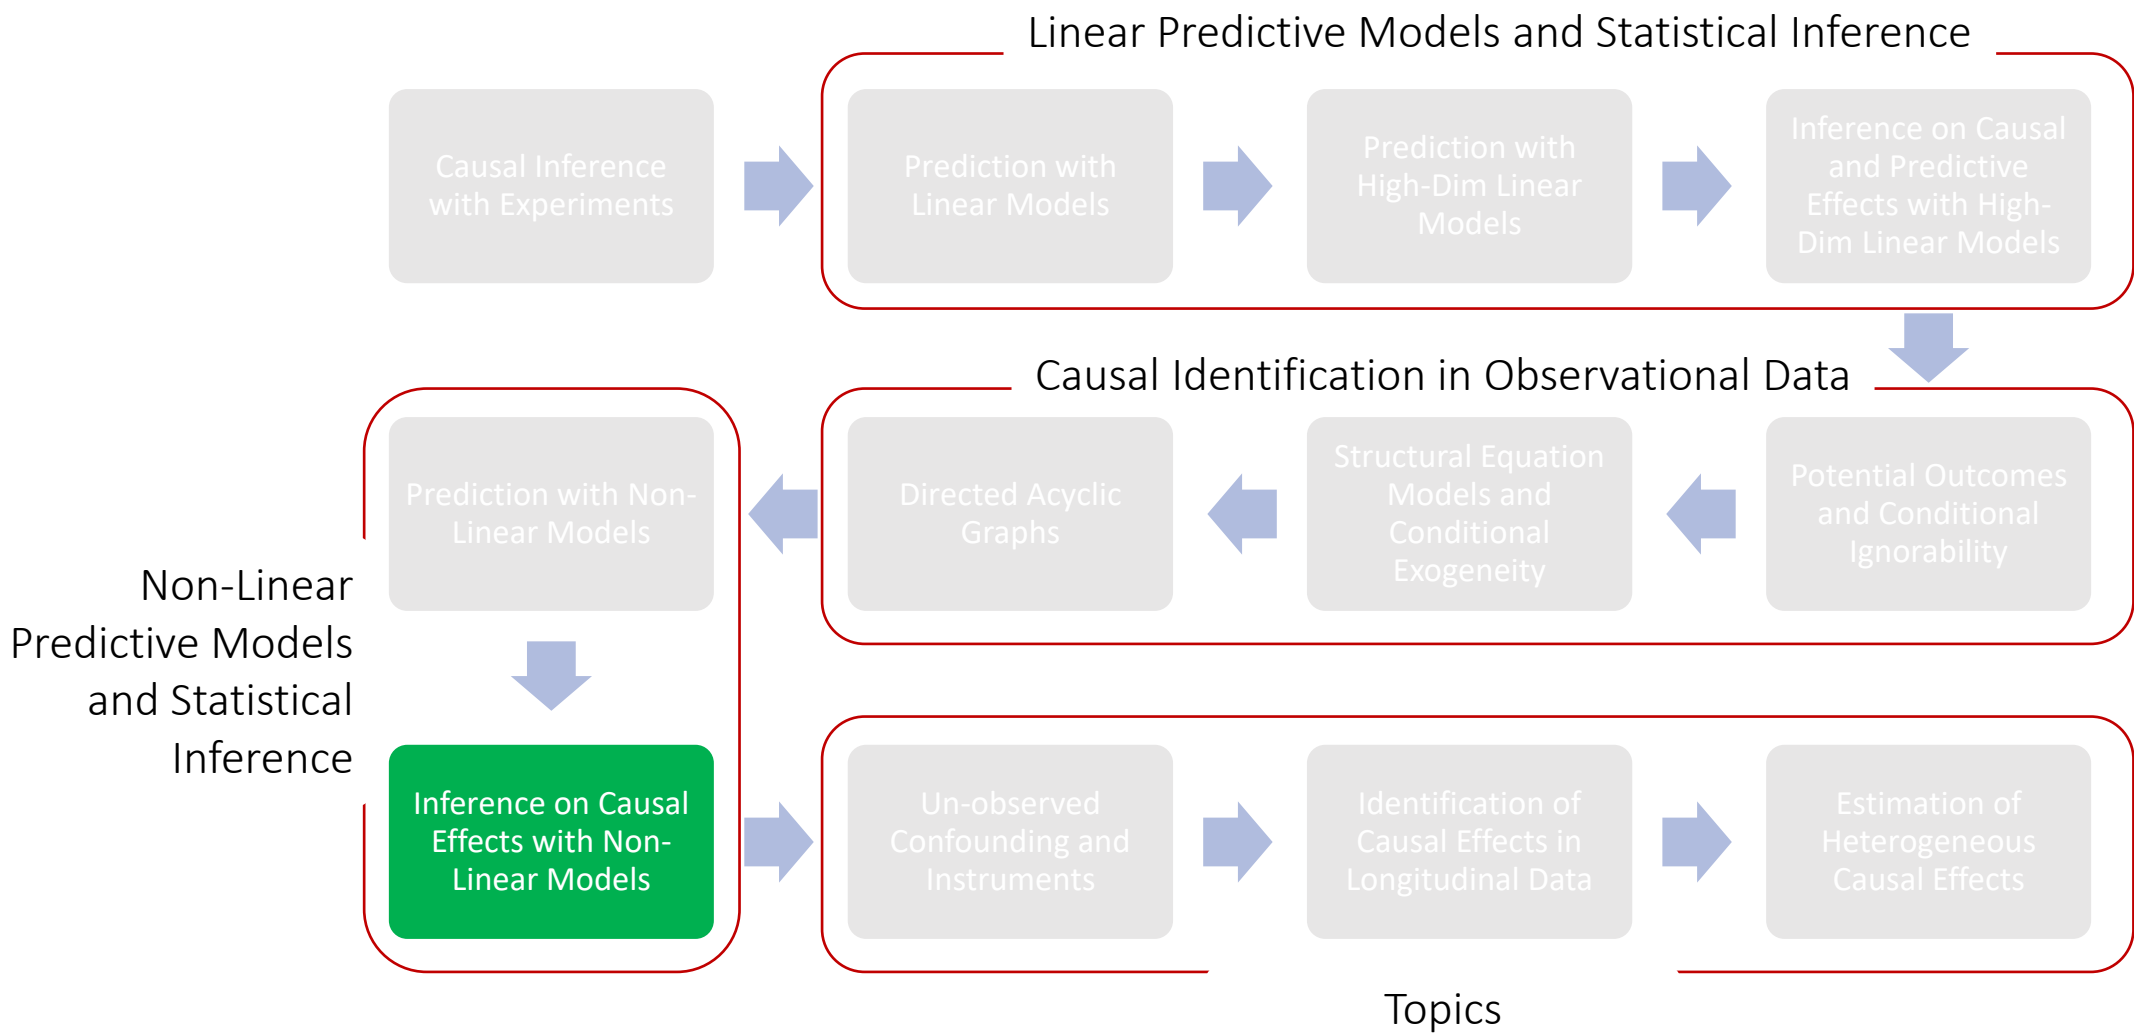 Linear Predictive Models and Statistical Inference
Causal Inference
with Experiments
Prediction with
Linear Models
Prediction with
High-Dim Linear
Models
Inference on Causal
and Predictive
Effects with High-
Dim Linear Models
Causal Identification in Observational Data
Prediction with Non-
Linear Models
Directed Acyclic
Graphs
Structural Equation
Models and
Conditional
Exogeneity
Potential Outcomes
and Conditional
Ignorability
Non-Linear
Predictive Models
and Statistical
Inference
Inference on Causal
Effects with Non-
Linear Models
Un-observed
Confounding and
Instruments
Identification of
Causal Effects in
Longitudinal Data
Estimation of
Heterogeneous
Causal Effects
Topics